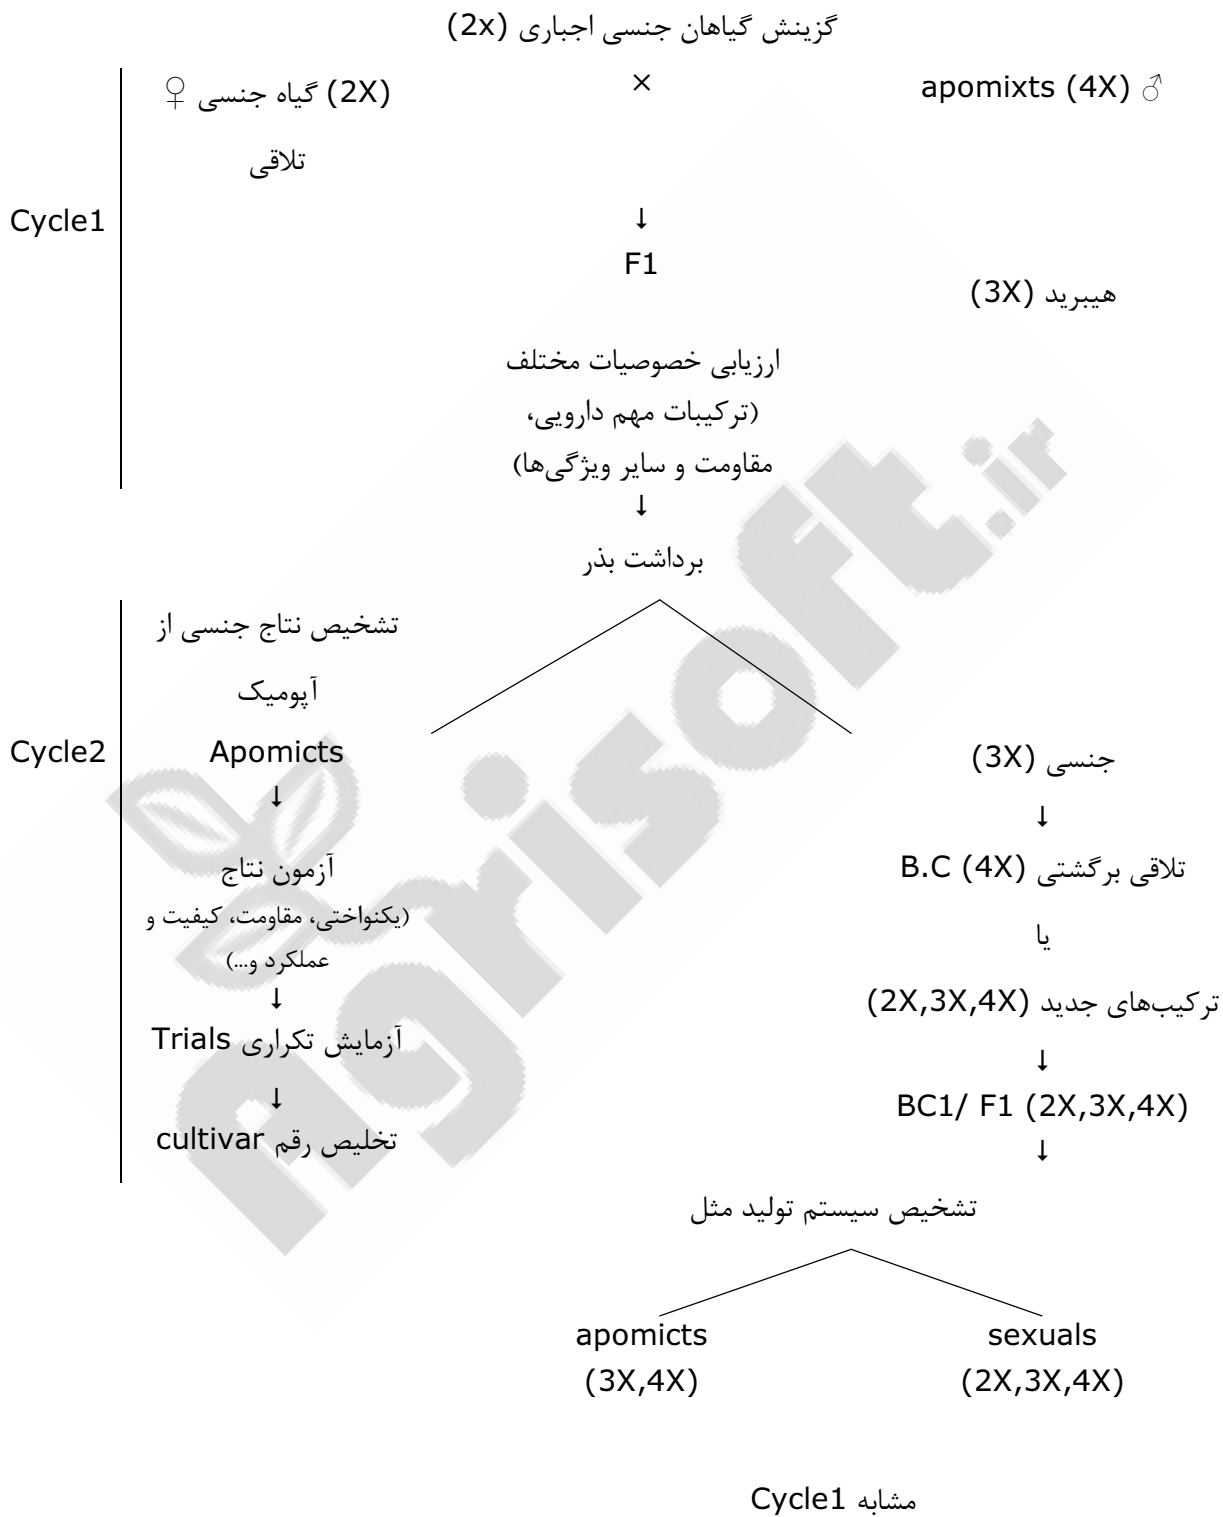 گزینش گیاهان جنسی اجباری (2x)
♀ گیاه جنسی (2X)
×
apomixts (4X) ♂
تلاقی
Cycle1
↓
F1
هیبرید (3X)
ارزیابی خصوصیات مختلف
(ترکیبات مهم دارویی،
مقاومت و سایر ویژگی‌ها)
↓
برداشت بذر
تشخیص نتاج جنسی از
آپومیک
Cycle2
Apomicts
↓
آزمون نتاج
(یکنواختی، مقاومت، کیفیت و
عملکرد و...)
↓
آزمایش تکراری Trials
↓
تخلیص رقم cultivar
جنسی (3X)
↓
تلاقی برگشتی B.C (4X)
یا
ترکیب‌های جدید (2X,3X,4X)
↓
BC1/ F1 (2X,3X,4X)
↓
تشخیص سیستم تولید مثل
apomicts
(3X,4X)
sexuals
(2X,3X,4X)
مشابه Cycle1
Agrisoft.ir